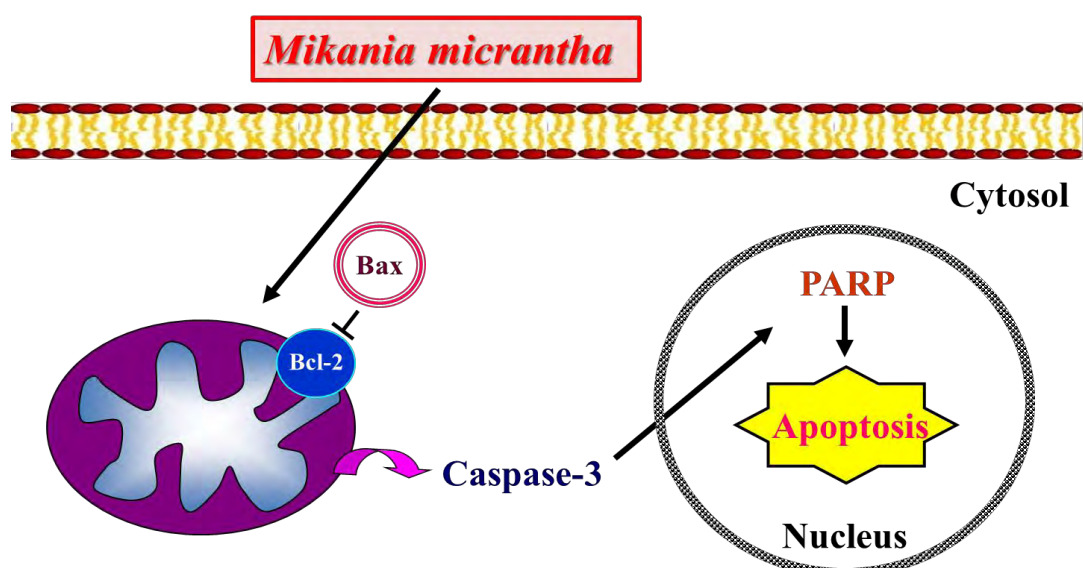 Mikania micrantha
Cytosol
Bax
PARP
Bcl-2
Apoptosis
Caspase-3
Nucleus